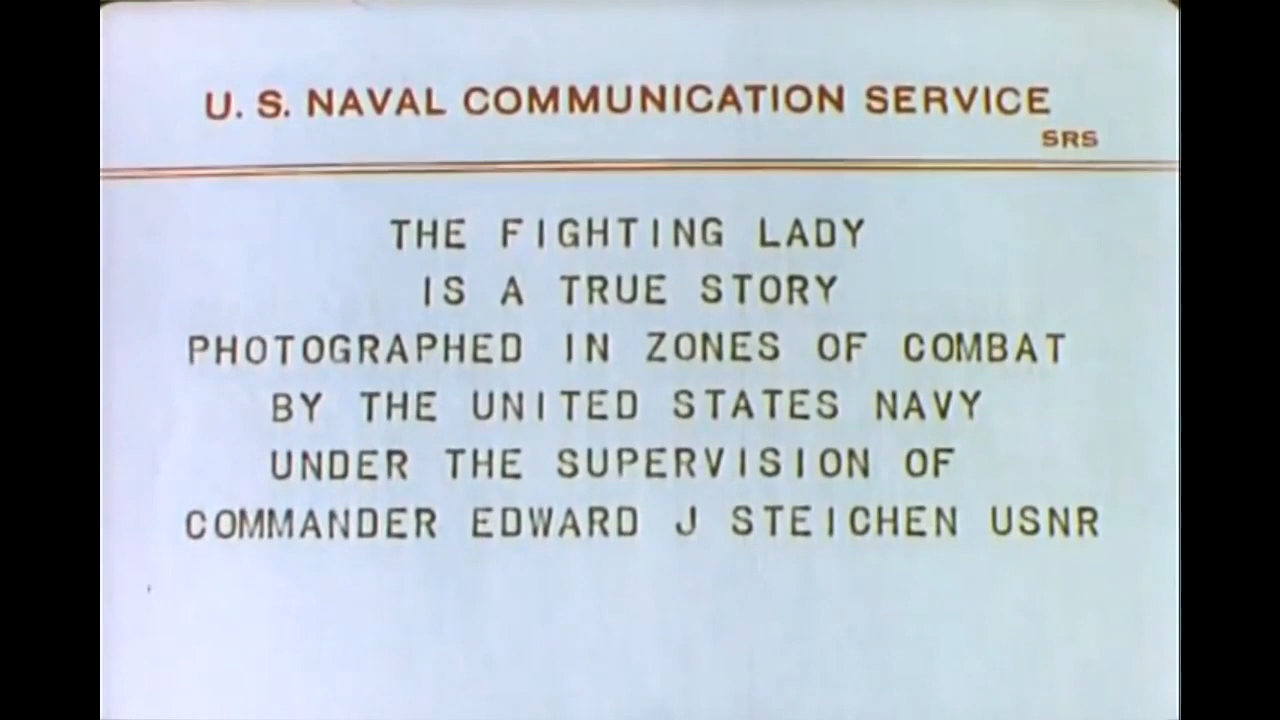 U. S. NAVAL COMMUNICATION SERVICE
SRS
THE FIGHTING LADY
IS A TRUE STORY
PHOTOGRAPHED IN ZONES OF COMBAT
BY THE UNITED STATES NAVY
UNDER THE SUPERVISION OF
COMMANDER EDWARD J STEICHEN USNR